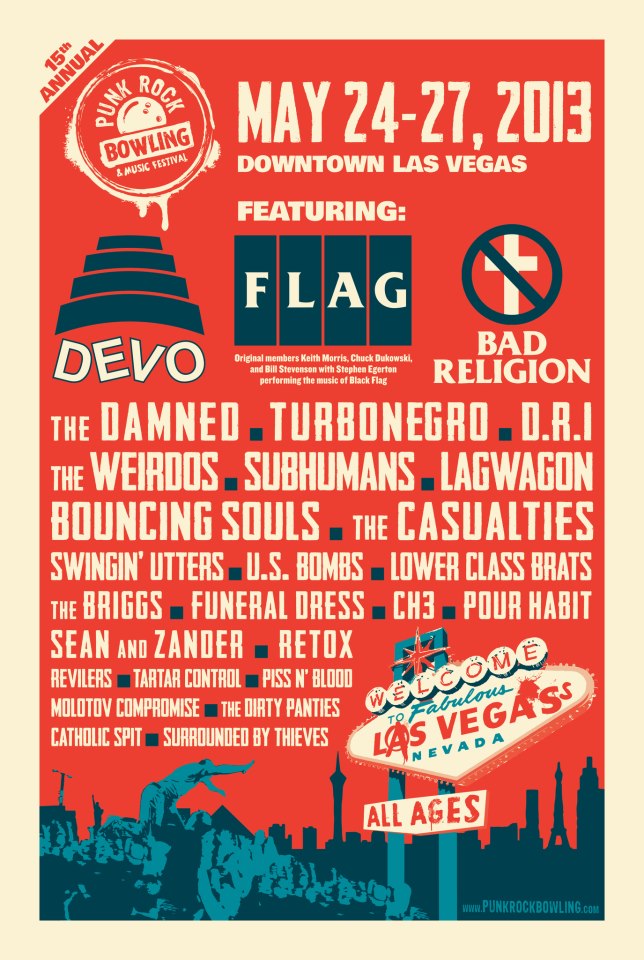 15th
ANNUAL
PUNK ROCK
BOWLING
& MUSIC FESTIVAL
MAY 24-27, 2013
DOWNTOWN LAS VEGAS
FEATURING:
DEVO
FLAG
Original members Keith Morris, Chuck Dukowski,
and Bill Stevenson with Stephen Egerton
performing the music of Black Flag
BAD
RELIGION
THE DAMNED ■ TURBONEGRO ■ D.R.I
THE WEIRDOS ■ SUBHUMANS ■ LAGWAGON
BOUNCING SOULS ■ THE CASUALTIES
SWINGIN' UTTERS ■ U.S. BOMBS ■ LOWER CLASS BRATS
THE BRIGGS ■ FUNERAL DRESS ■ CH3 ■ POUR HABIT
SEAN AND ZANDER ■ RETOX
REVILERS ■ TARTAR CONTROL ■ PISS N' BLOOD
MOLOTOV COMPROMISE ■ THE DIRTY PANTIES
CATHOLIC SPIT ■ SURROUNDED BY THIEVES
WELCOME
TO Fabulous
LAS VEGASS
NEVADA
ALL AGES
WWW.PUNKROCKBOWLING.COM